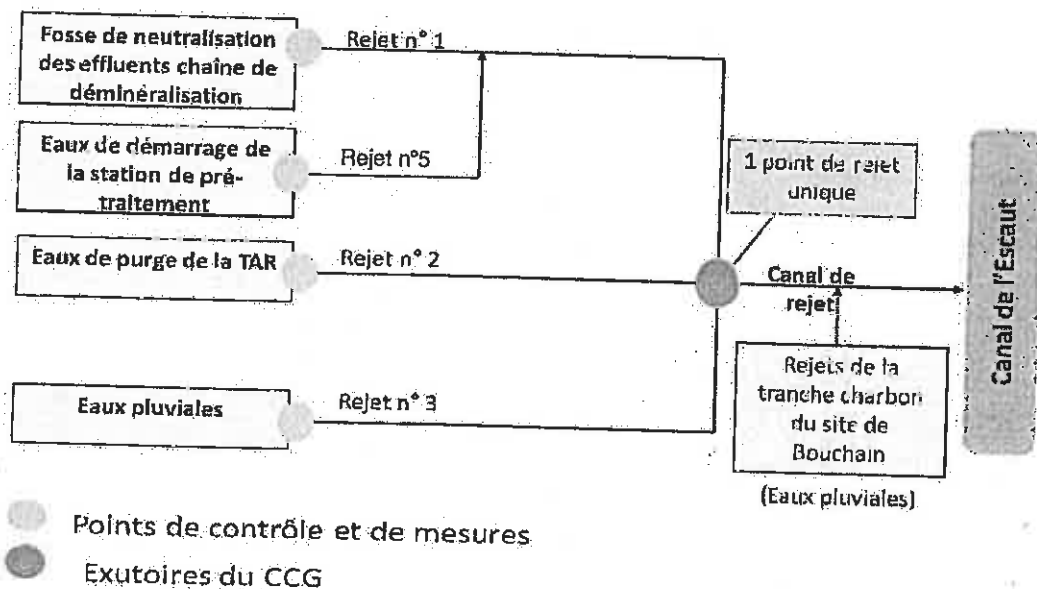 Fosse de neutralisation
des effluents chaîne de
déminéralisation
Rejet n° 1
Eaux de démarrage de
la station de pré-
traitement
Rejet n°5
1 point de rejet
unique
Eaux de purge de la TAR
Rejet n° 2
Canal de
rejet
Canal de l'Escaut
Eaux pluviales
Rejet n° 3
Rejets de la
tranche charbon
du site de
Bouchain
(Eaux pluviales)
Points de contrôle et de mesures
Exutoires du CCG